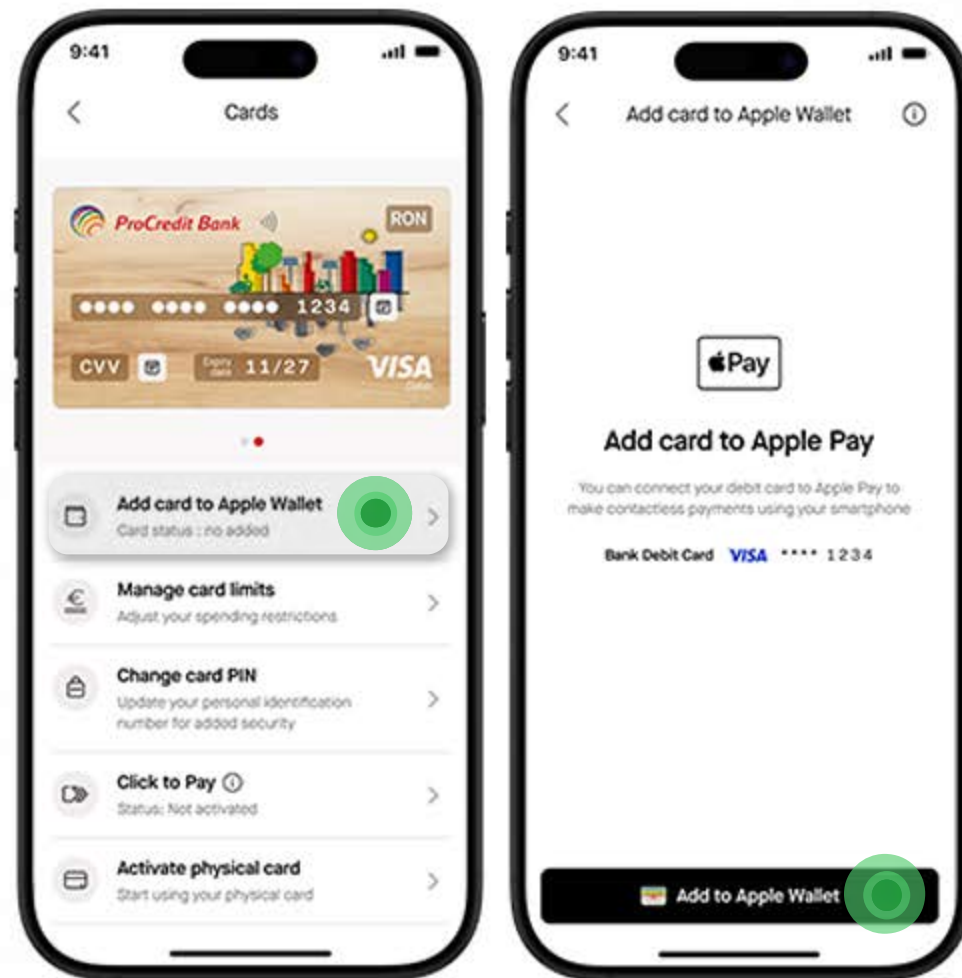 9:41
Cards
ProCredit Bank
RON
•••• •••• •••• 1234
CVV
Expiry date 11/27
VISA
Debit
Add card to Apple Wallet
Card status : no added
Manage card limits
Adjust your spending restrictions
Change card PIN
Update your personal identification
number for added security
Click to Pay
Status: Not activated
Activate physical card
Start using your physical card
9:41
Add card to Apple Wallet
Pay
Add card to Apple Pay
You can connect your debit card to Apple Pay to
make contactless payments using your smartphone
Bank Debit Card VISA **** 1234
Add to Apple Wallet